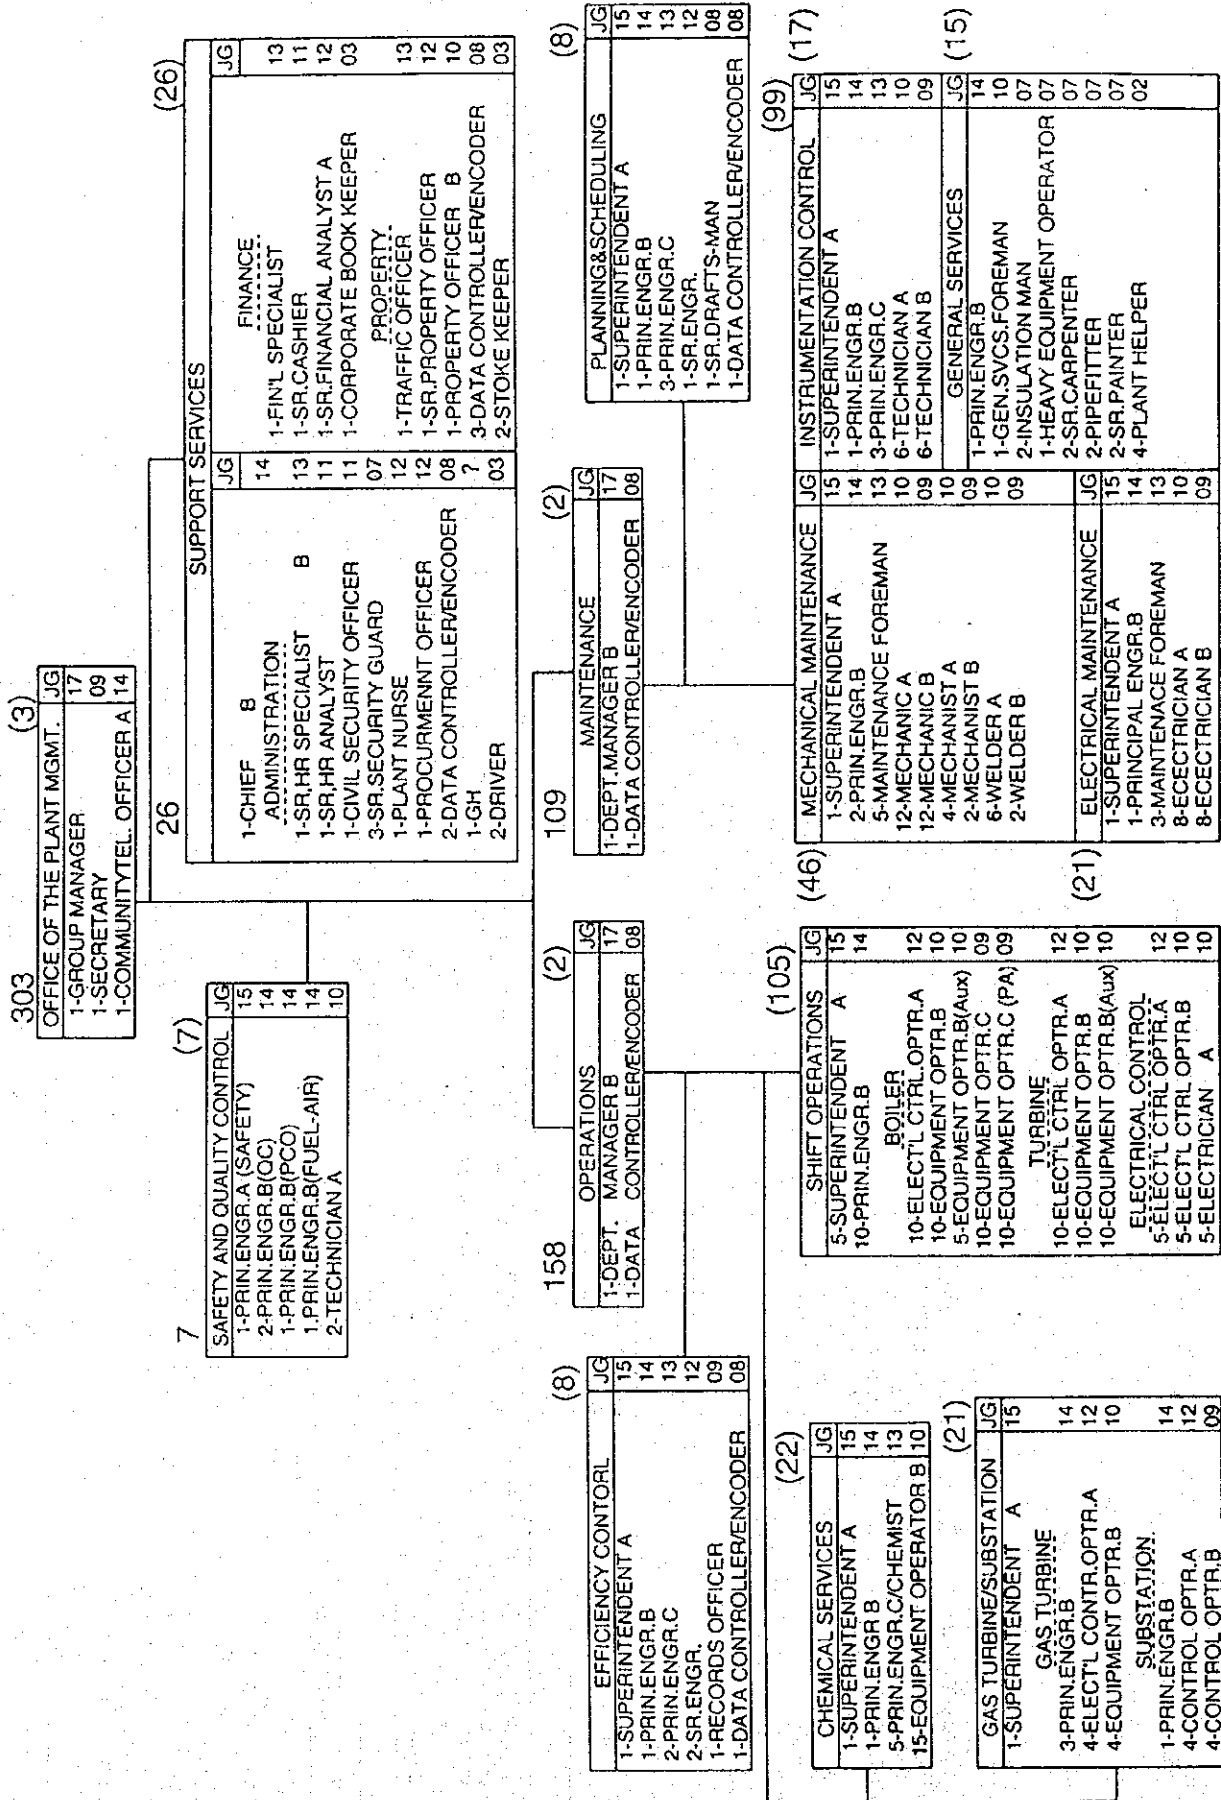 303
(3)
OFFICE OF THE PLANT MGMT. JG
1-GROUP MANAGER 17
1-SECRETARY 09
1-COMMUNITYTEL. OFFICER A 14
7
(7)
SAFETY AND QUALITY CONTROL JG
1-PRIN.ENGR.A (SAFETY) 15
2-PRIN.ENGR.B(QC) 14
1-PRIN.ENGR.B(PCO) 14
1.PRIN.ENGR.B(FUEL-AIR) 14
2-TECHNICIAN A 10
26
(26)
SUPPORT SERVICES
JG
1-CHIEF B 14
ADMINISTRATION
1-SR,HR SPECIALIST B 13
1-SR,HR ANALYST 11
1-CIVIL SECURITY OFFICER 11
3-SR.SECURITY GUARD 07
1-PLANT NURSE 12
1-PROCURMENNT OFFICER 12
2-DATA CONTROLLER/ENCODER 08
1-GH ?
2-DRIVER 03
JG
FINANCE
1-FIN'L SPECIALIST 13
1-SR.CASHIER 11
1-SR.FINANCIAL ANALYST A 12
1-CORPORATE BOOK KEEPER 03
PROPERTY
1-TRAFFIC OFFICER 13
1-SR.PROPERTY OFFICER 12
1-PROPERTY OFFICER B 10
3-DATA CONTROLLER/ENCODER 08
2-STOKE KEEPER 03
158
(2)
OPERATIONS JG
1-DEPT. MANAGER B 17
1-DATA CONTROLLER/ENCODER 08
109
(2)
MAINTENANCE JG
1-DEPT.MANAGER B 17
1-DATA CONTROLLER/ENCODER 08
(8)
EFFICIENCY CONTORL JG
1-SUPERINTENDENT A 15
1-PRIN.ENGR.B 14
2-PRIN.ENGR.C 13
2-SR.ENGR. 12
1-RECORDS OFFICER 09
1-DATA CONTROLLER/ENCODER 08
(8)
PLANNING&SCHEDULING JG
1-SUPERINTENDENT A 15
1-PRIN.ENGR.B 14
3-PRIN.ENGR.C 13
1-SR.ENGR. 12
1-SR.DRAFTS-MAN 08
1-DATA CONTROLLER/ENCODER 08
(22)
CHEMICAL SERVICES JG
1-SUPERINTENDENT A 15
1-PRIN.ENGR B 14
5-PRIN.ENGR.C/CHEMIST 13
15-EQUIPMENT OPERATOR B 10
(21)
GAS TURBINE/SUBSTATION JG
1-SUPERINTENDENT A 15
GAS TURBINE
3-PRIN.ENGR.B 14
4-ELECT'L CONTR.OPTR.A 12
4-EQUIPMENT OPTR.B 10
SUBSTATION
1-PRIN.ENGR.B 14
4-CONTROL OPTR.A 12
4-CONTROL OPTR.B 09
(105)
SHIFT OPERATIONS JG
5-SUPERINTENDENT A 15
10-PRIN.ENGR.B 14
BOILER
10-ELECT'L CTRL.OPTR.A 12
10-EQUIPMENT OPTR.B 10
5-EQUIPMENT OPTR.B(Aux) 10
10-EQUIPMENT OPTR.C 09
10-EQUIPMENT OPTR.C (PA) 09
TURBINE
10-ELECT'L CTRL OPTR.A 12
10-EQUIPMENT OPTR.B 10
10-EQUIPMENT OPTR.B(Aux) 10
ELECTRICAL CONTROL
5-ELECT'L CTRL OPTR.A 12
5-ELECT'L CTRL OPTR.B 10
5-ELECTRICIAN A 10
(99)
(46)
MECHANICAL MAINTENANCE JG
1-SUPERINTENDENT A 15
2-PRIN.ENGR.B 14
5-MAINTENANCE FOREMAN 13
12-MECHANIC A 10
12-MECHANIC B 09
4-MECHANIST A 10
2-MECHANIST B 09
6-WELDER A 10
2-WELDER B 09
(21)
ELECTRICAL MAINTENANCE JG
1-SUPERINTENDENT A 15
1-PRINCIPAL ENGR.B 14
3-MAINTENACE FOREMAN 13
8-ECECTRICIAN A 10
8-ECECTRICIAN B 09
(17)
INSTRUMENTATION CONTROL JG
1-SUPERINTENDENT A 15
1-PRIN.ENGR.B 14
3-PRIN.ENGR.C 13
6-TECHNICIAN A 10
6-TECHNICIAN B 09
(15)
GENERAL SERVICES JG
1-PRIN.ENGR.B 14
1-GEN.SVCS.FOREMAN 10
2-INSULATION MAN 07
1-HEAVY EQUIPMENT OPERATOR 07
2-SR.CARPENTER 07
2-PIPEFITTER 07
2-SR.PAINTER 07
4-PLANT HELPER 02